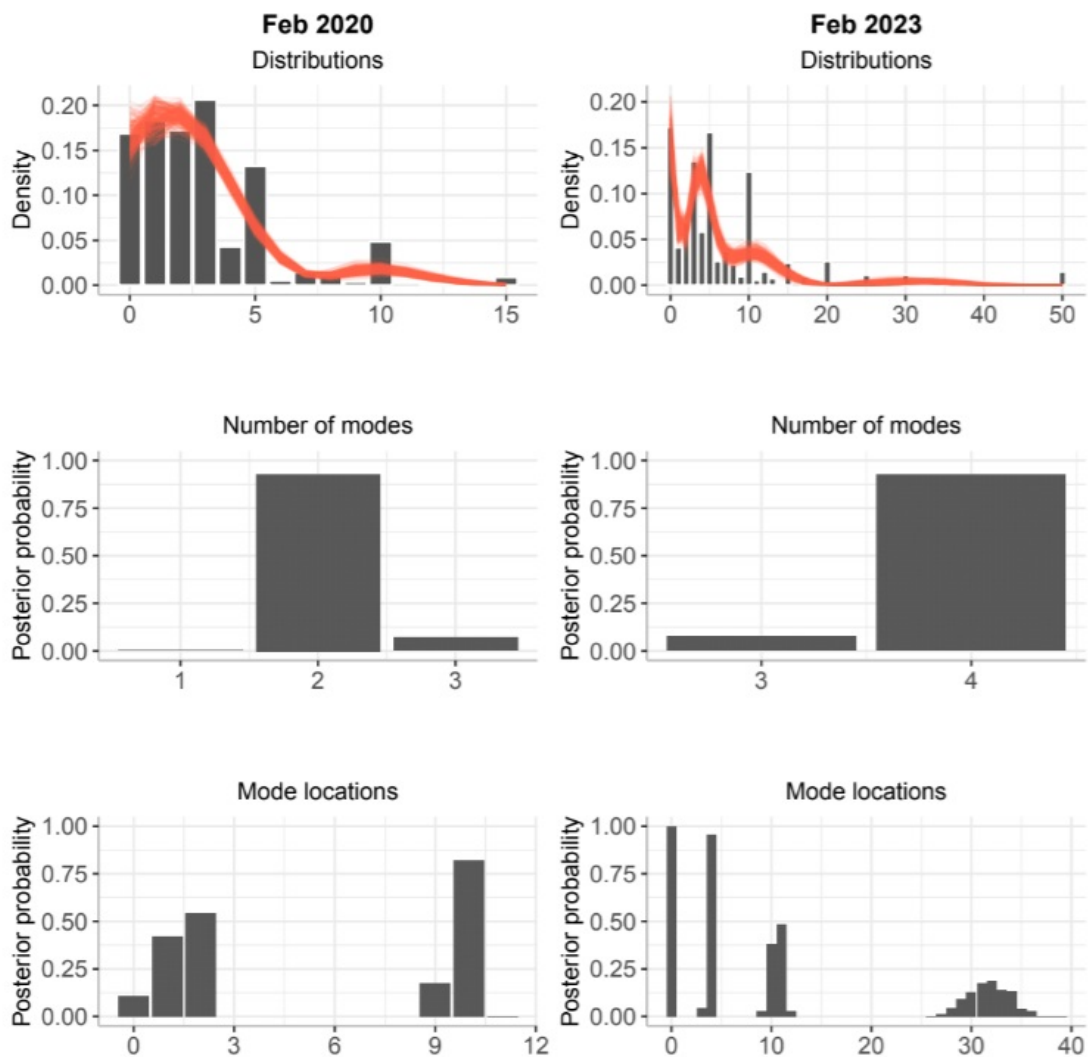 Feb 2020
Distributions
Density
0.20
0.15
0.10
0.05
0.00
0 5 10 15
Feb 2023
Distributions
Density
0.20
0.15
0.10
0.05
0.00
0 10 20 30 40 50
Number of modes
Posterior probability
1.00
0.75
0.50
0.25
0.00
1 2 3
Number of modes
Posterior probability
1.00
0.75
0.50
0.25
0.00
3 4
Mode locations
Posterior probability
1.00
0.75
0.50
0.25
0.00
0 3 6 9 12
Mode locations
Posterior probability
1.00
0.75
0.50
0.25
0.00
0 10 20 30 40